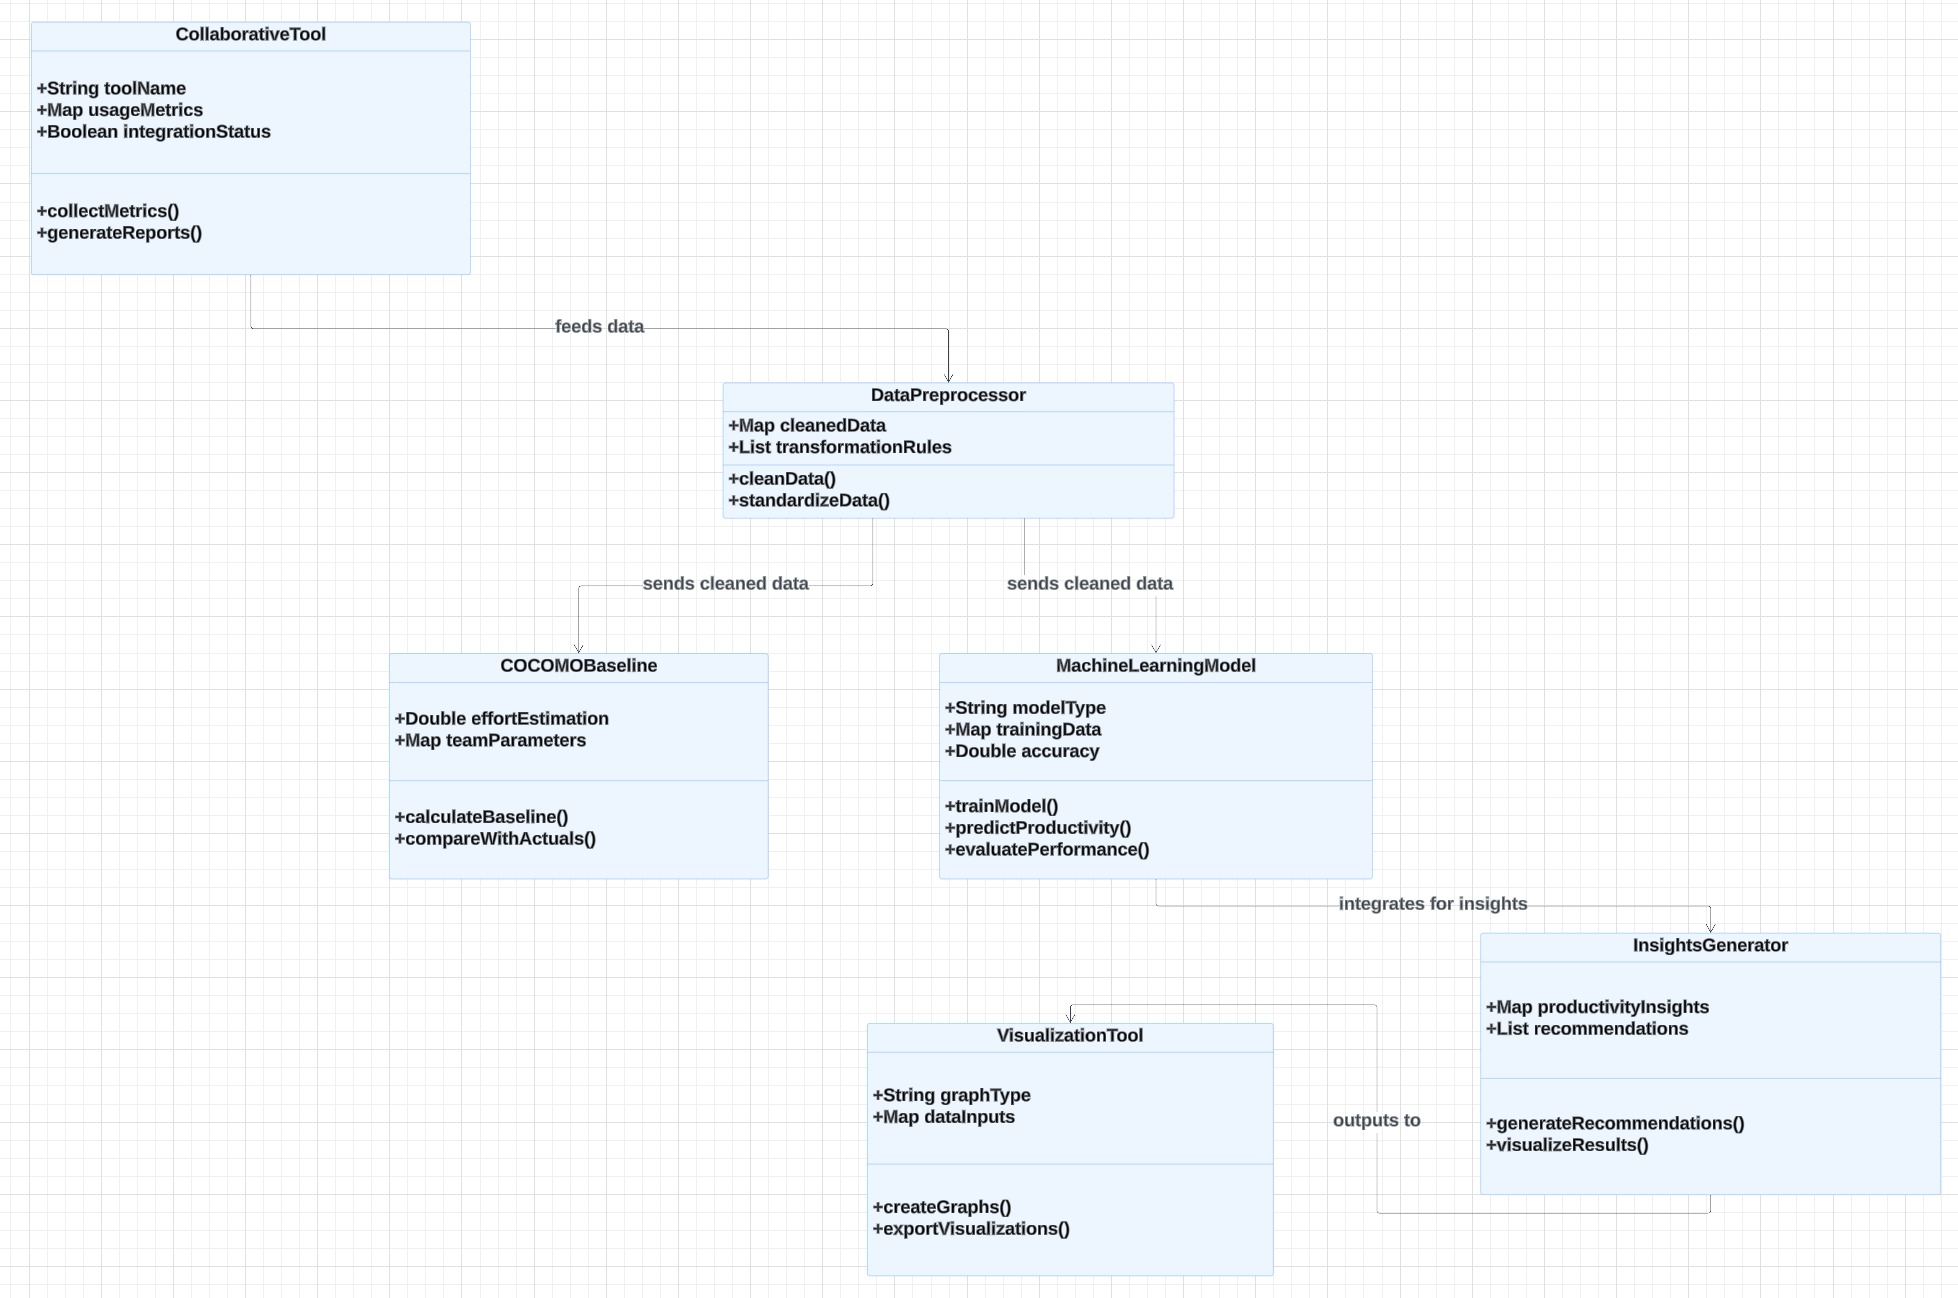 CollaborativeTool
+String toolName
+Map usageMetrics
+Boolean integrationStatus
+collectMetrics()
+generateReports()
feeds data
DataPreprocessor
+Map cleanedData
+List transformationRules
+cleanData()
+standardizeData()
sends cleaned data
sends cleaned data
COCOMOBaseline
+Double effortEstimation
+Map teamParameters
+calculateBaseline()
+compareWithActuals()
MachineLearningModel
+String modelType
+Map trainingData
+Double accuracy
+trainModel()
+predictProductivity()
+evaluatePerformance()
integrates for insights
InsightsGenerator
+Map productivityInsights
+List recommendations
+generateRecommendations()
+visualizeResults()
outputs to
VisualizationTool
+String graphType
+Map dataInputs
+createGraphs()
+exportVisualizations()